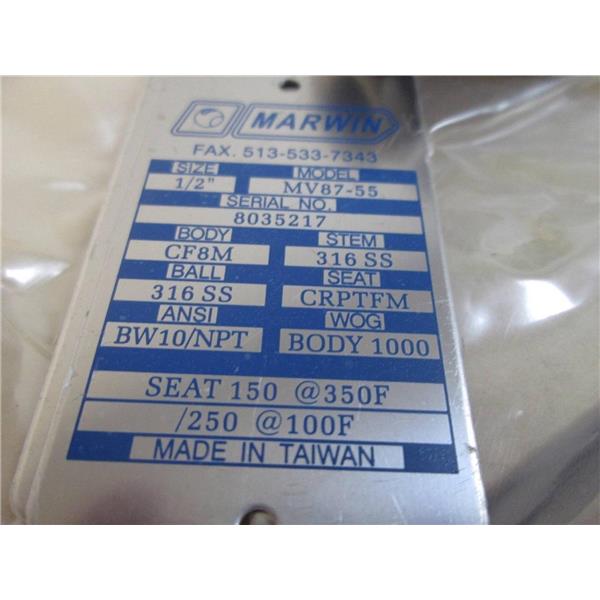 MARWIN
FAX. 513-533-7343
SIZE MODEL
1/2" MV87-55
SERIAL NO.
8035217
BODY STEM
CF8M 316 SS
BALL SEAT
316 SS CRPTFM
ANSI WOG
BW10/NPT BODY 1000
SEAT 150 @350F
/250 @100F
MADE IN TAIWAN